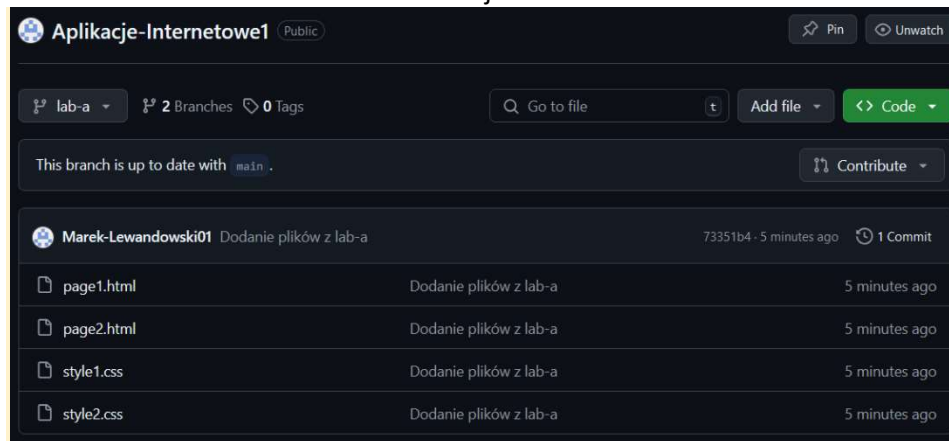 Aplikacje-Internetowe1 Public Pin Unwatch
lab-a 2 Branches 0 Tags Go to file t Add file Code
This branch is up to date with main . Contribute
Marek-Lewandowski01 Dodanie plików z lab-a 73351b4 · 5 minutes ago 1 Commit
page1.html Dodanie plików z lab-a 5 minutes ago
page2.html Dodanie plików z lab-a 5 minutes ago
style1.css Dodanie plików z lab-a 5 minutes ago
style2.css Dodanie plików z lab-a 5 minutes ago